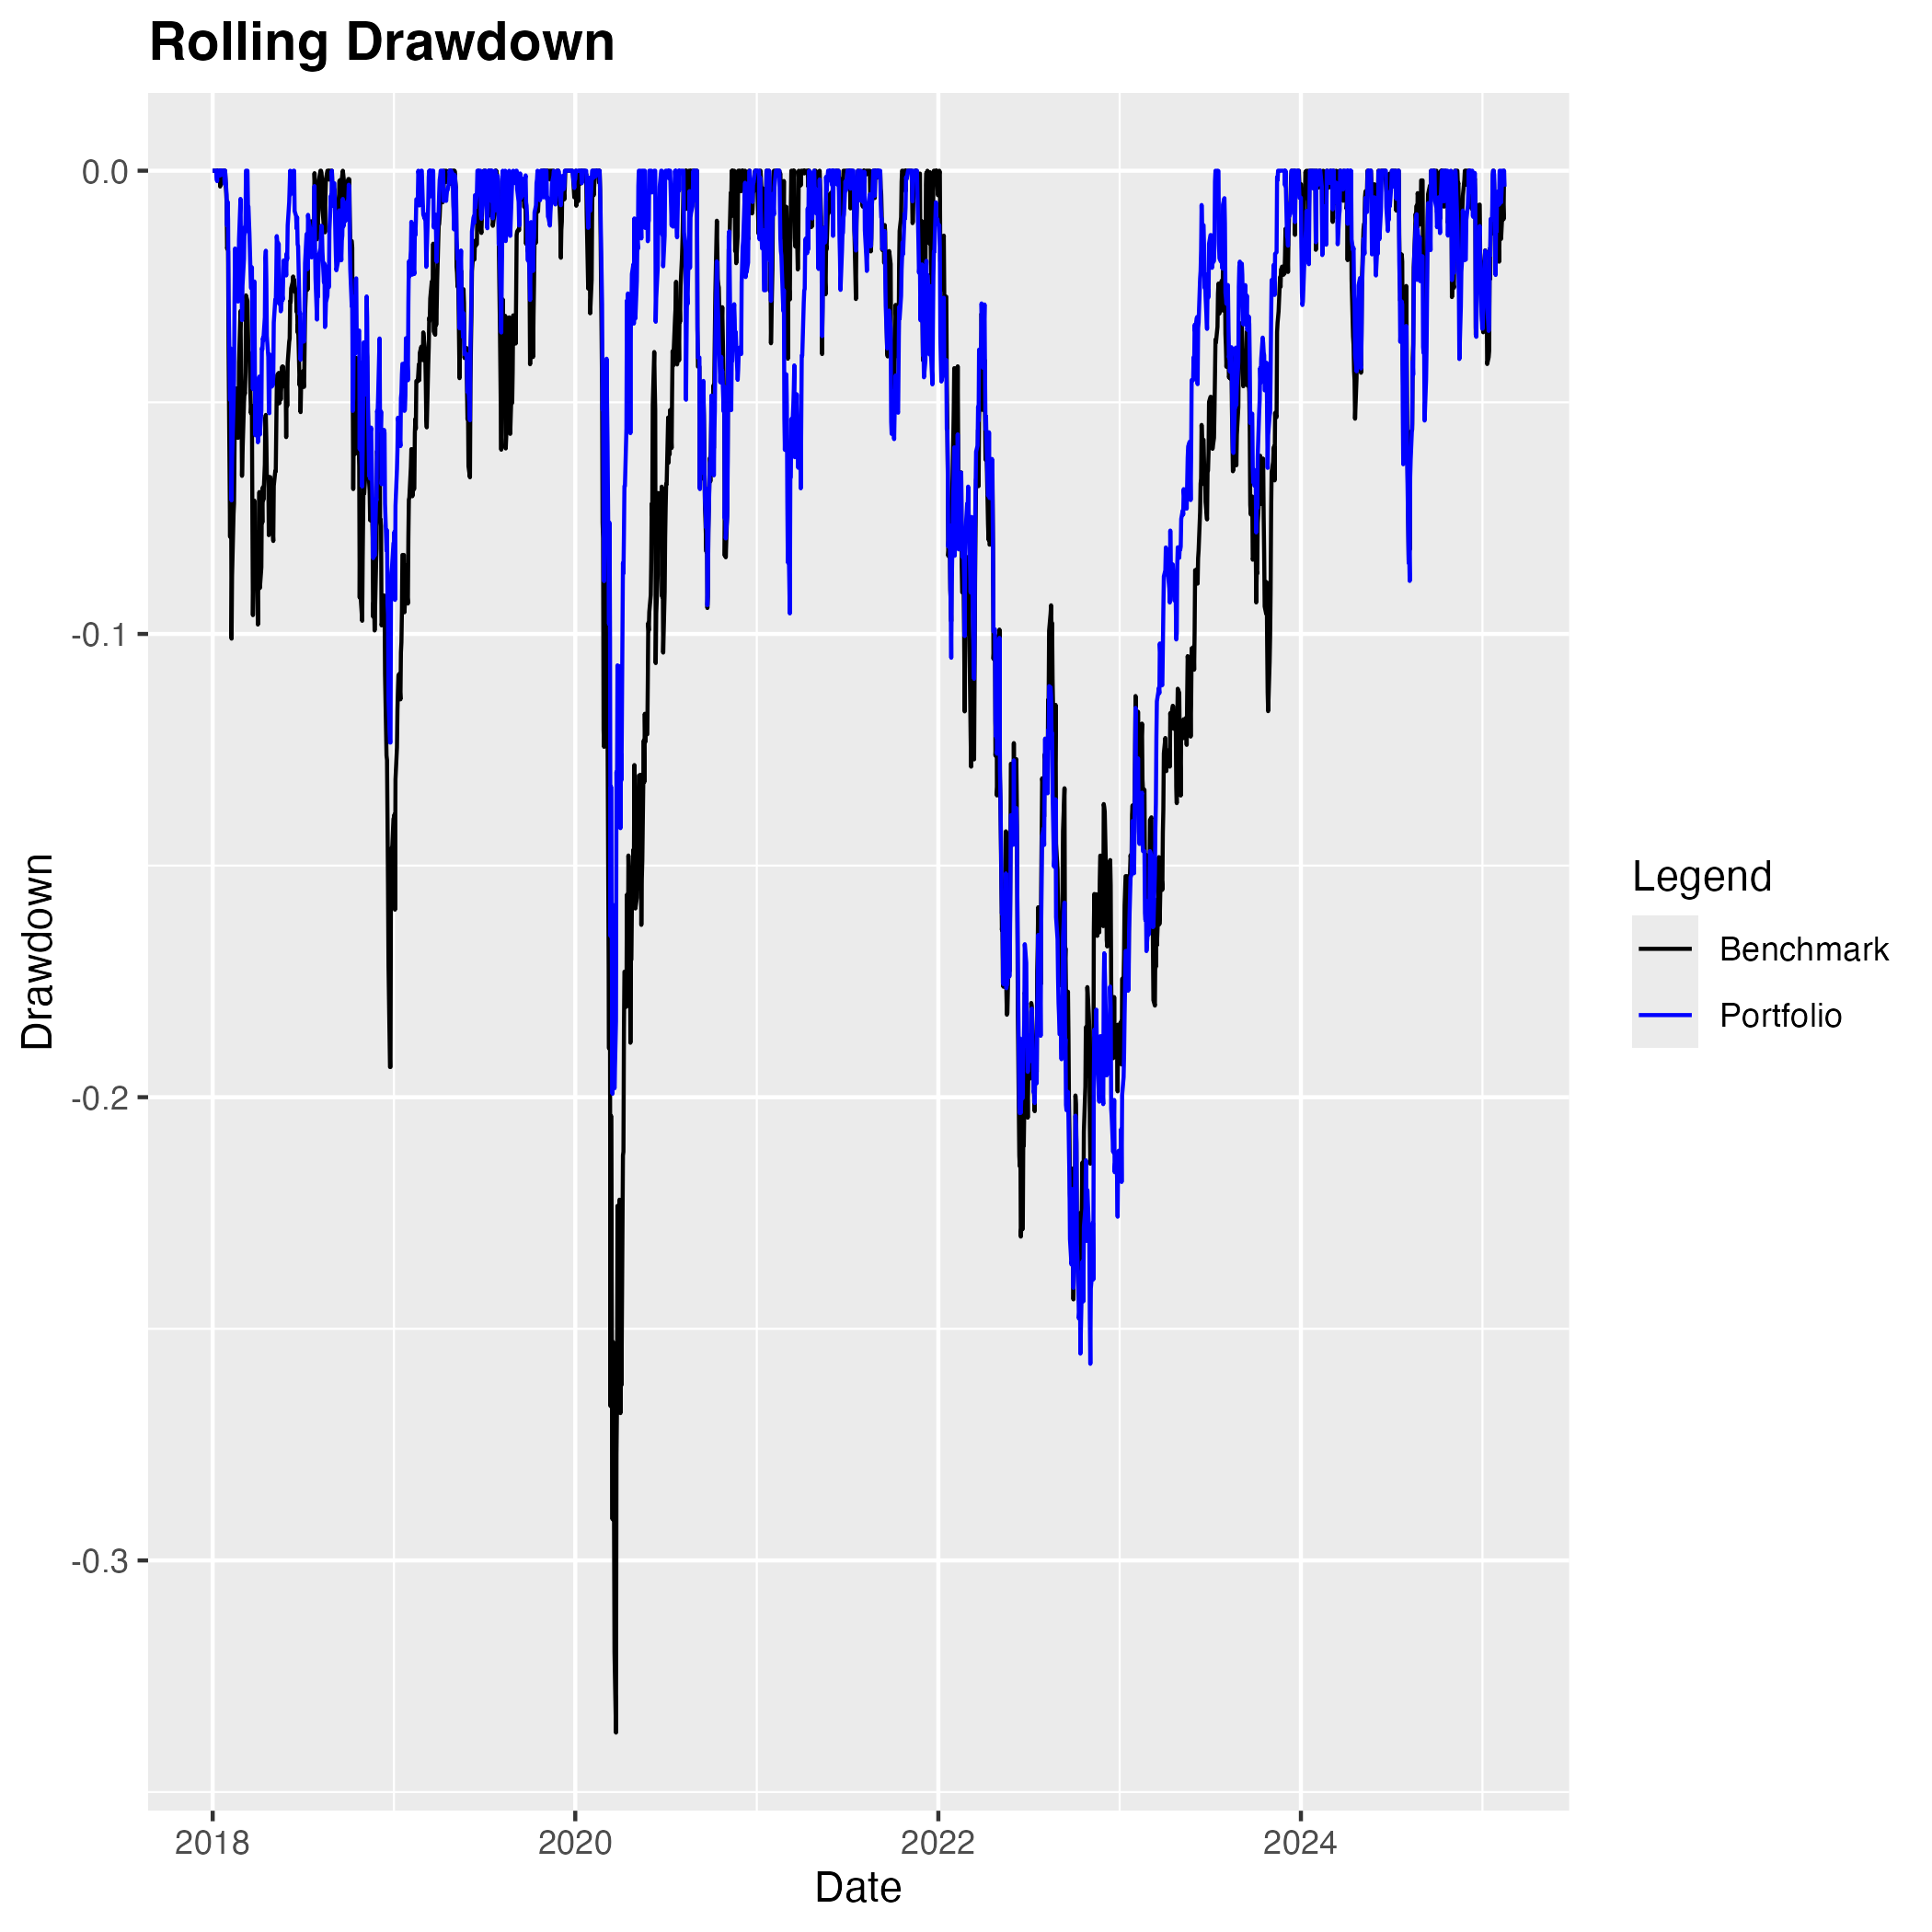 Rolling Drawdown
0.0
-0.1
-0.2
-0.3
Drawdown
2018
2020
2022
2024
Date
Legend
Benchmark
Portfolio